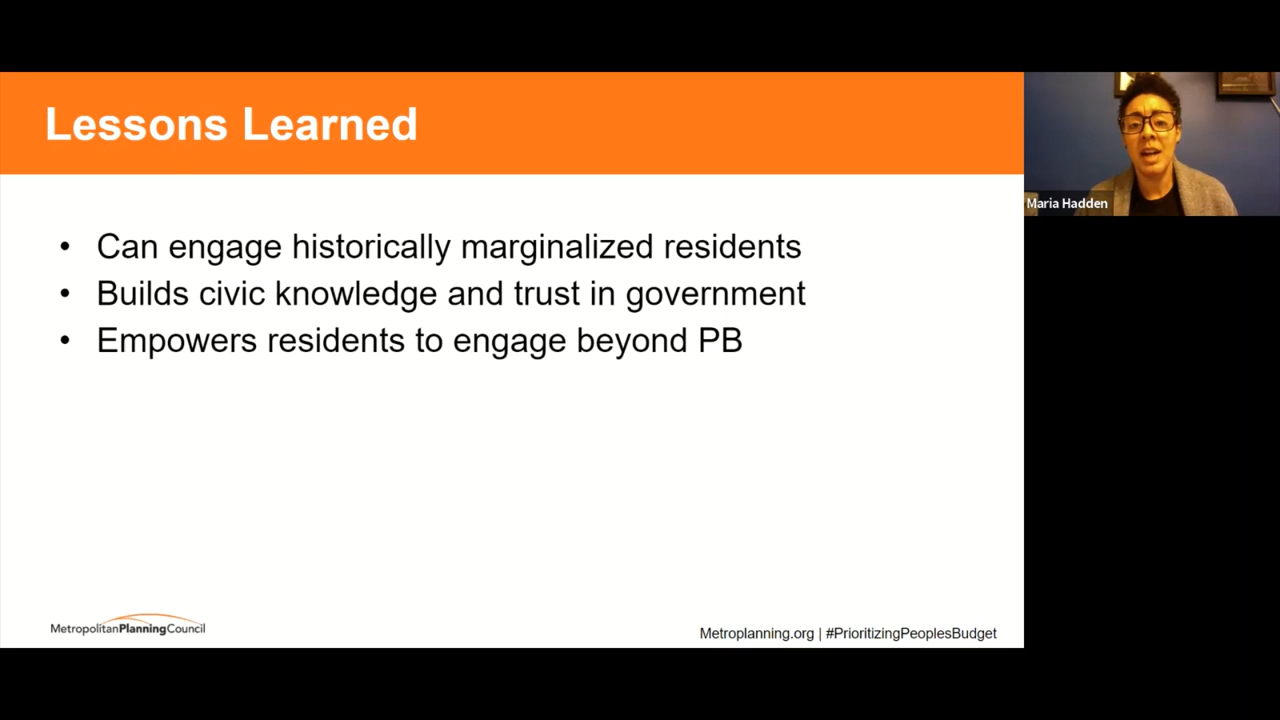 Lessons Learned
Maria Hadden
• Can engage historically marginalized residents
• Builds civic knowledge and trust in government
• Empowers residents to engage beyond PB
MetropolitanPlanningCouncil
Metroplanning.org | #PrioritizingPeoplesBudget